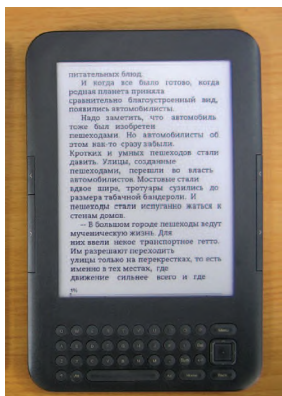 питательных блюд.
И когда все было готово, когда
родная планета приняла
сравнительно благоустроенный вид,
появились автомобилисты.
Надо заметить, что автомобиль
тоже был изобретен
пешеходами. Но автомобилисты об
этом как-то сразу забыли.
Кротких и умных пешеходов стали
давить. Улицы, созданные
пешеходами, перешли во власть
автомобилистов. Мостовые стали
вдвое шире, тротуары сузились до
размера табачной бандероли. И
пешеходы стали испуганно жаться к
стенам домов.
— В большом городе пешеходы ведут
мученическую жизнь. Для
них ввели некое транспортное гетто.
Им разрешают переходить
улицы только на перекрестках, то есть
именно в тех местах, где
движение сильнее всего и где